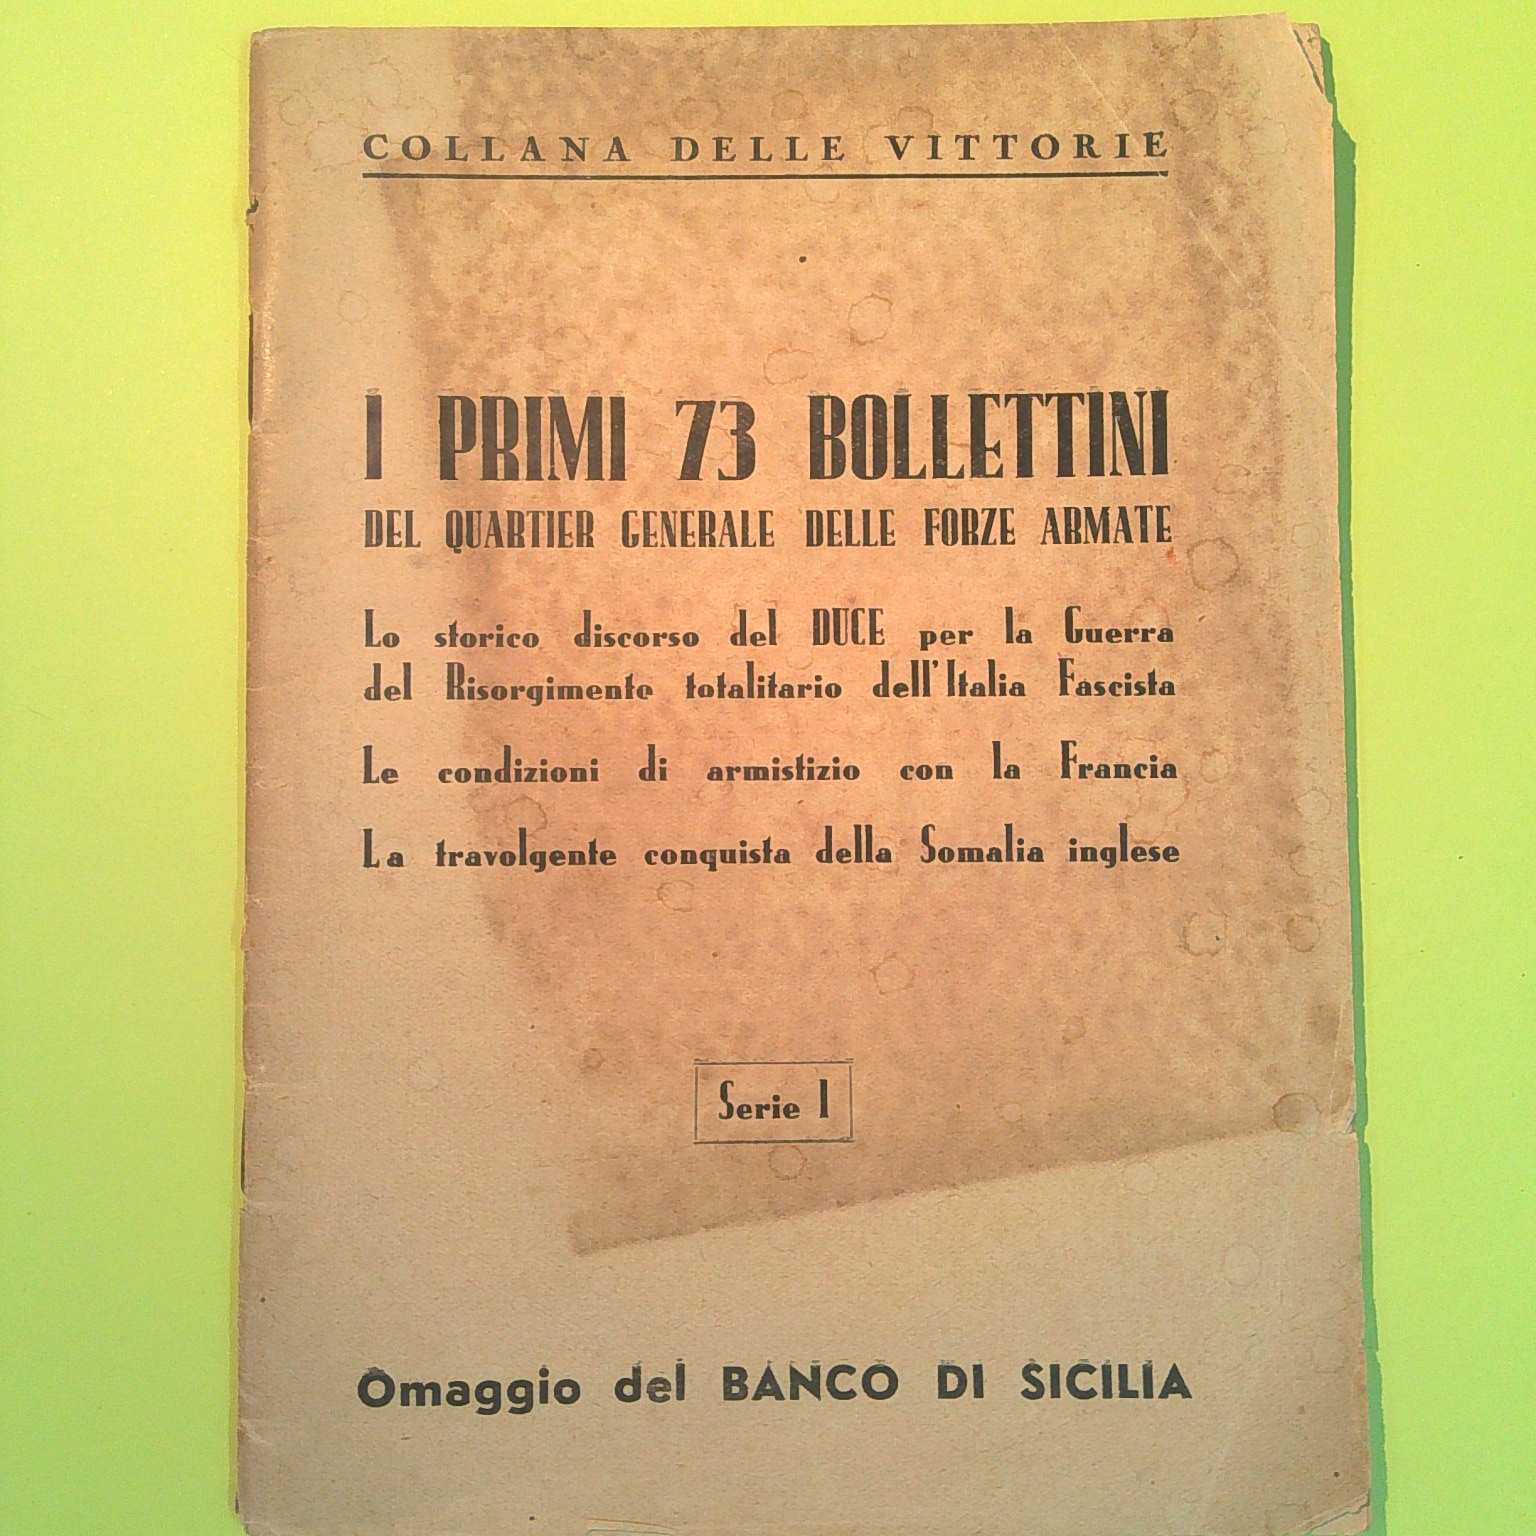 COLLANA DELLE VITTORIE
I PRIMI 73 BOLLETTINI
DEL QUARTIER GENERALE DELLE FORZE ARMATE
Lo storico discorso del DUCE per la Guerra
del Risorgimento totalitario dell'Italia Fascista
Le condizioni di armistizio con la Francia
La travolgente conquista della Somalia inglese
Serie I
Omaggio del BANCO DI SICILIA